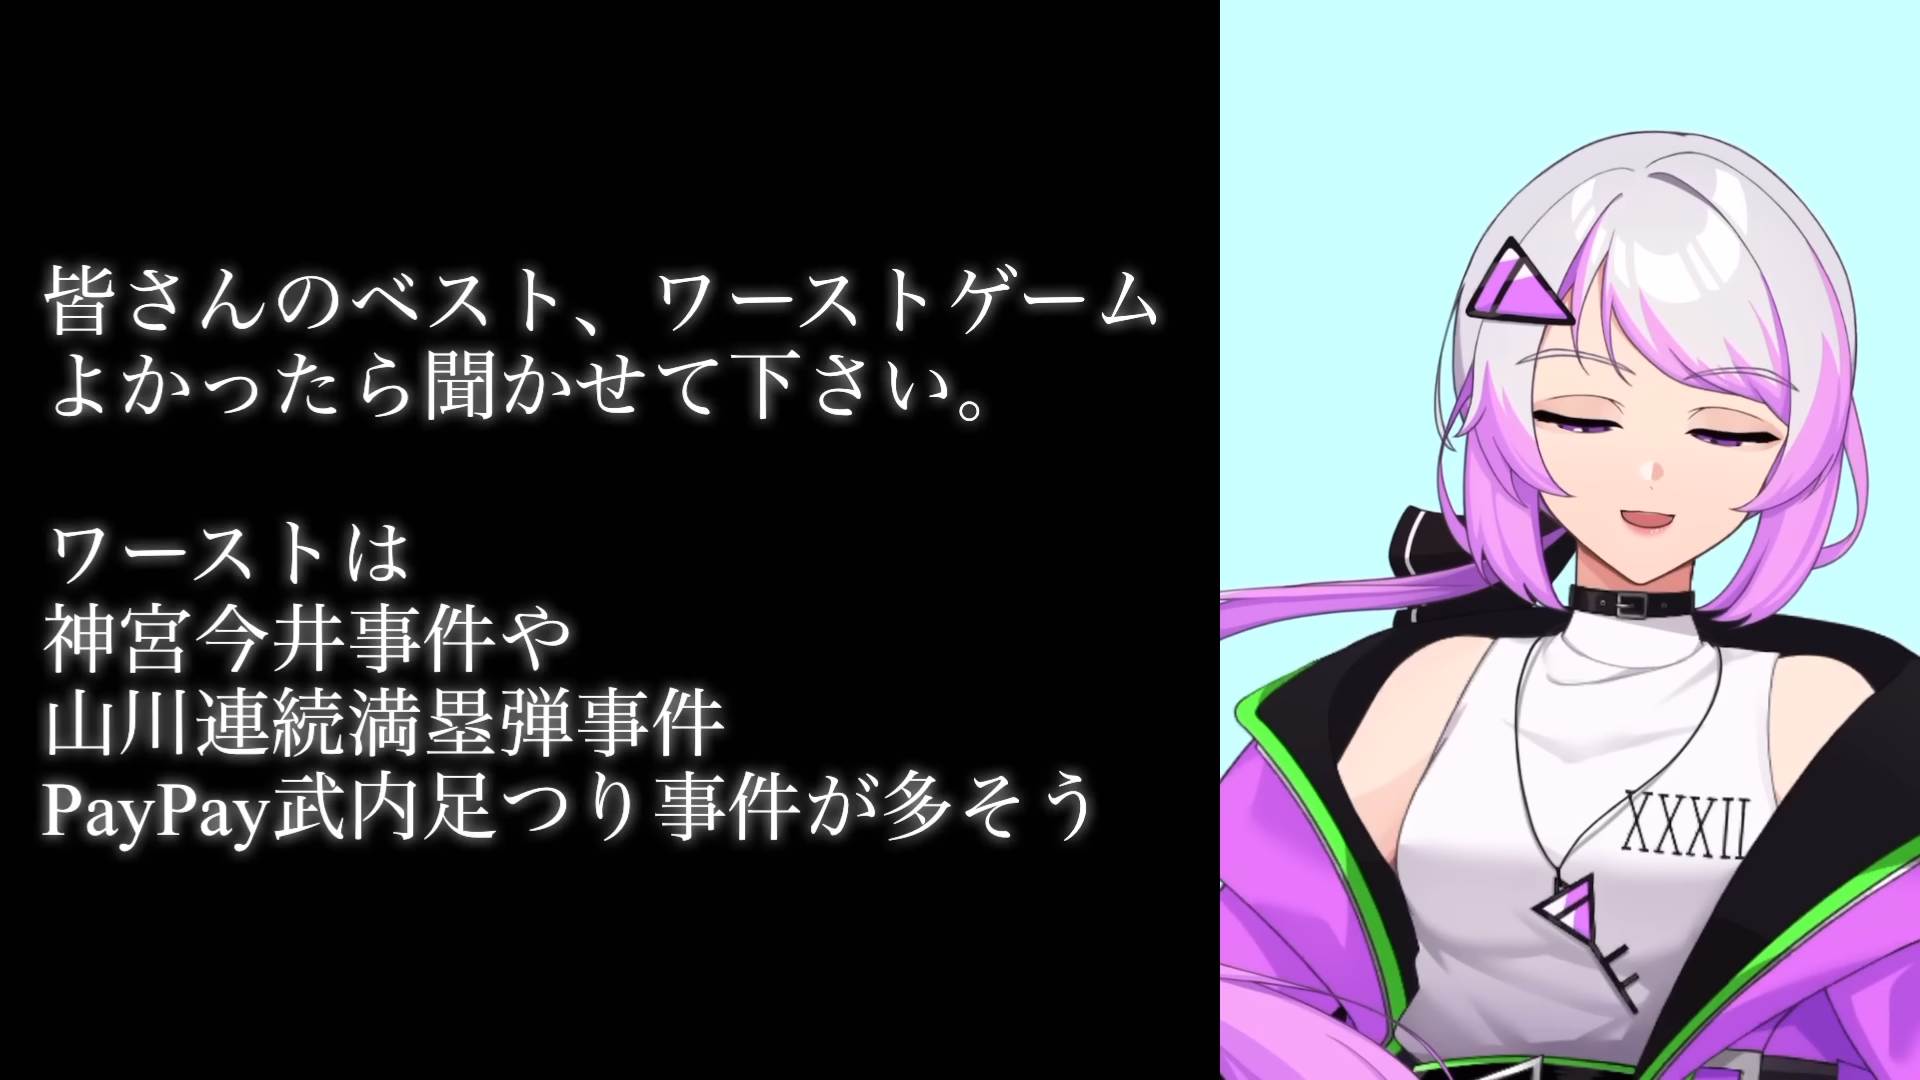 皆さんのベスト、ワーストゲーム
よかったら聞かせて下さい。
ワーストは
神宮今井事件や
山川連続満塁弾事件
PayPay武内足つり事件が多そう
XXXII